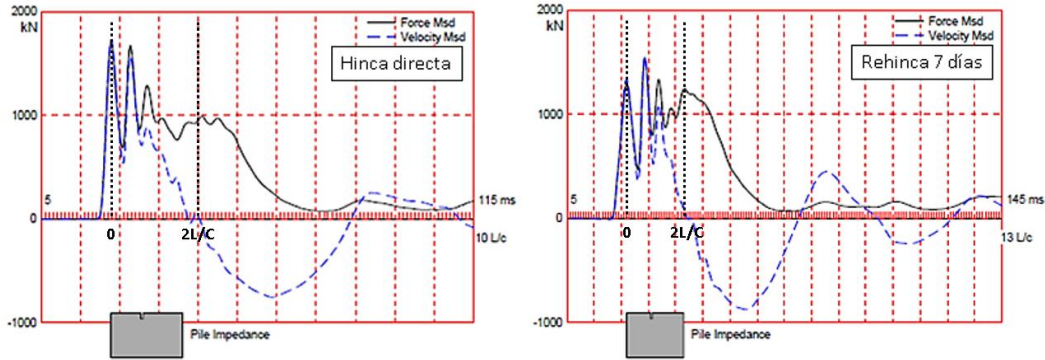 2000
kN
Force Msd
Velocity Msd
Hinca directa
1000
5
115 ms
0
0
2L/C
10 L/c
-1000
Pile Impedance
2000
kN
Force Msd
Velocity Msd
Rehinca 7 días
1000
5
145 ms
0
0
2L/C
13 L/c
-1000
Pile Impedance